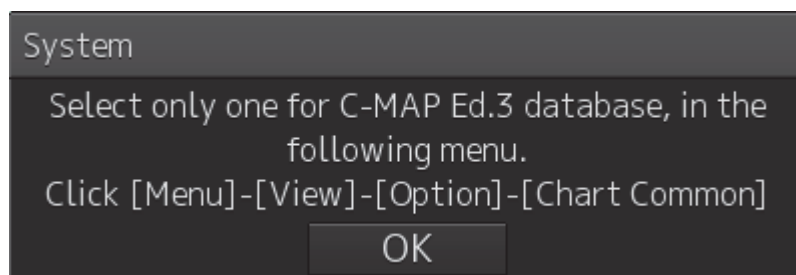 System
Select only one for C-MAP Ed.3 database, in the
following menu.
Click [Menu]-[View]-[Option]-[Chart Common]
OK